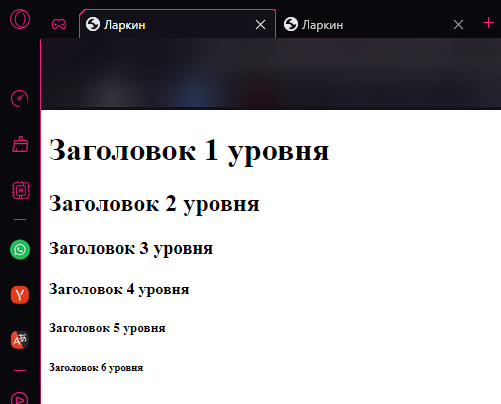 Ларкин
Ларкин
Заголовок 1 уровня
Заголовок 2 уровня
Заголовок 3 уровня
Заголовок 4 уровня
Заголовок 5 уровня
Заголовок 6 уровня